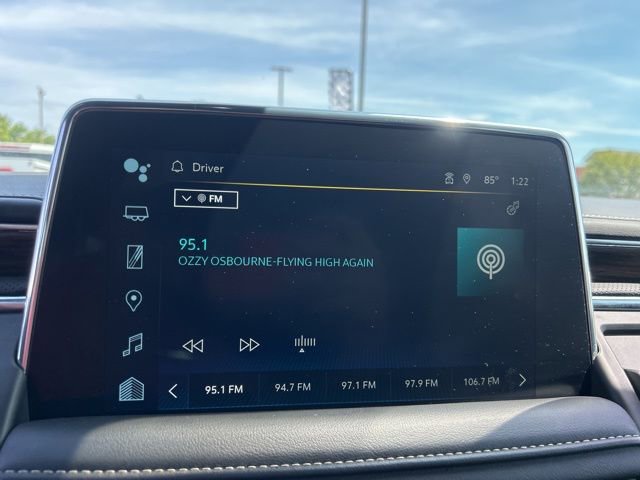 Driver
85° 1:22
FM
95.1
OZZY OSBOURNE-FLYING HIGH AGAIN
95.1 FM 94.7 FM 97.1 FM 97.9 FM 106.7 FM